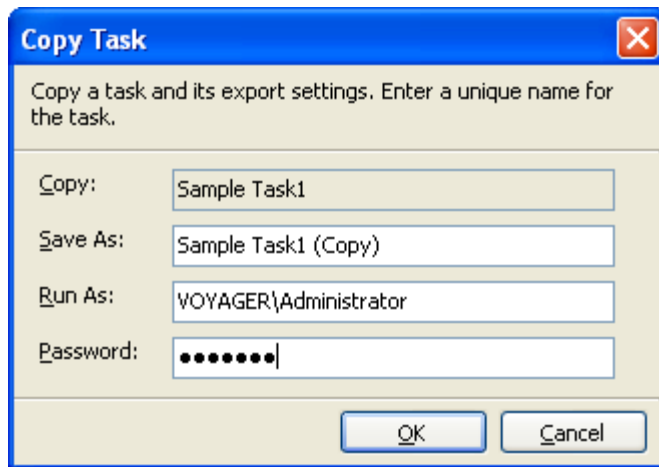 Copy Task
Copy a task and its export settings. Enter a unique name for
the task.
Copy: Sample Task1
Save As: Sample Task1 (Copy)
Run As: VOYAGER\Administrator
Password: ●●●●●●●
OK Cancel